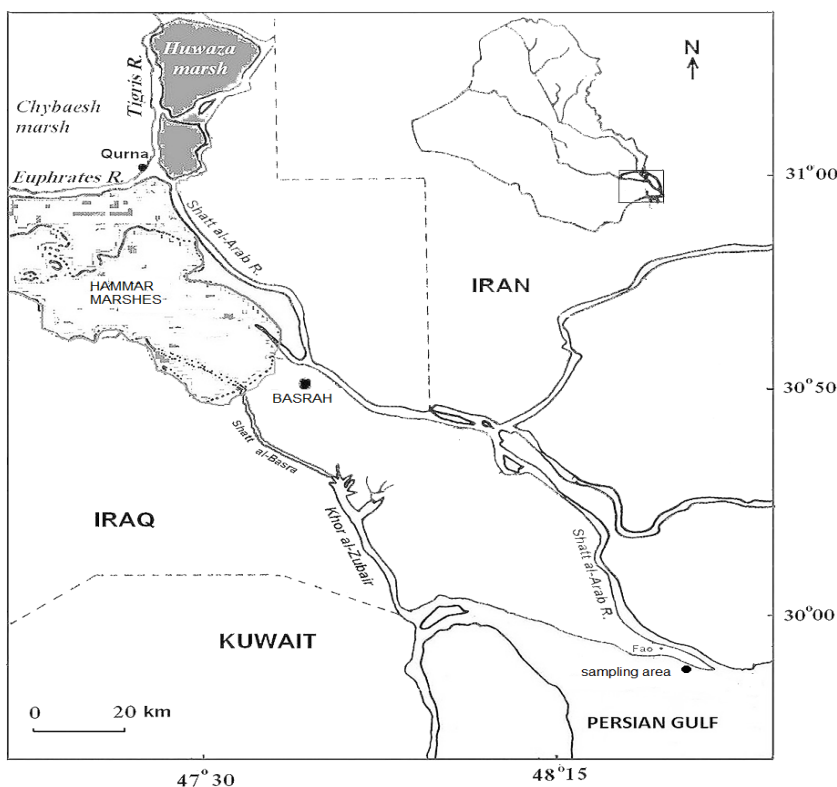 Huwaza
marsh
N
Tigris R.
Chybaesh
marsh
Qurna
31°00
Euphrates R.
Shatt al-Arab R.
HAMMAR
MARSHES
IRAN
BASRAH
30°50
Shatt
al-Basra
IRAQ
Khor al-Zubair
Shatt al-Arab R.
30°00
KUWAIT
Fao
sampling area
0 20 km
PERSIAN GULF
47°30
48°15